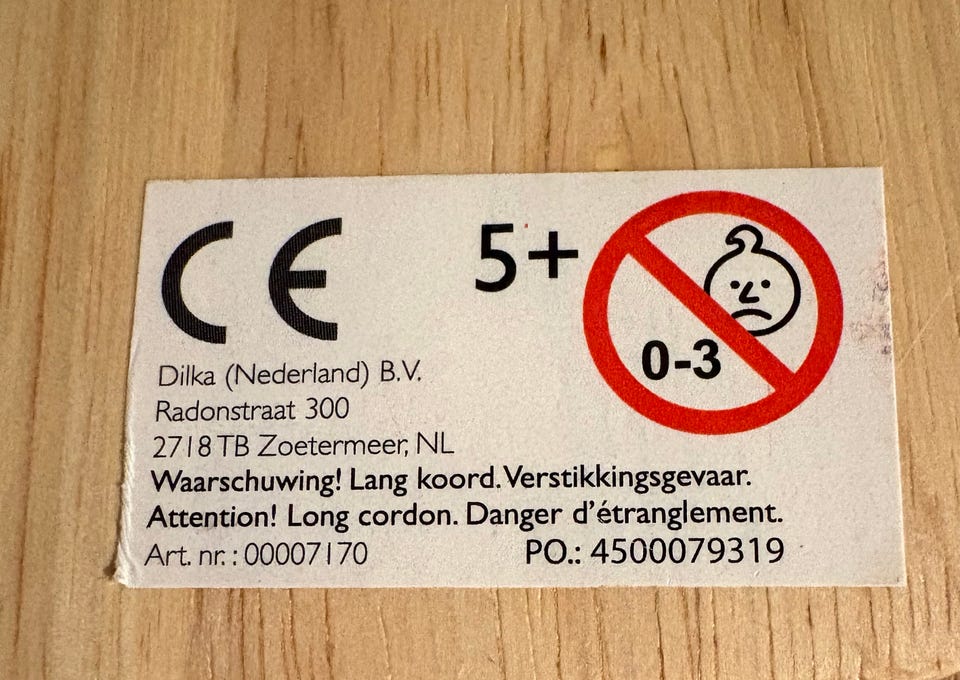 CE 5+
0-3
Dilka (Nederland) B.V.
Radonstraat 300
2718 TB Zoetermeer, NL
Waarschuwing! Lang koord. Verstikkingsgevaar.
Attention! Long cordon. Danger d'étranglement.
Art. nr. : 00007170 PO.: 4500079319